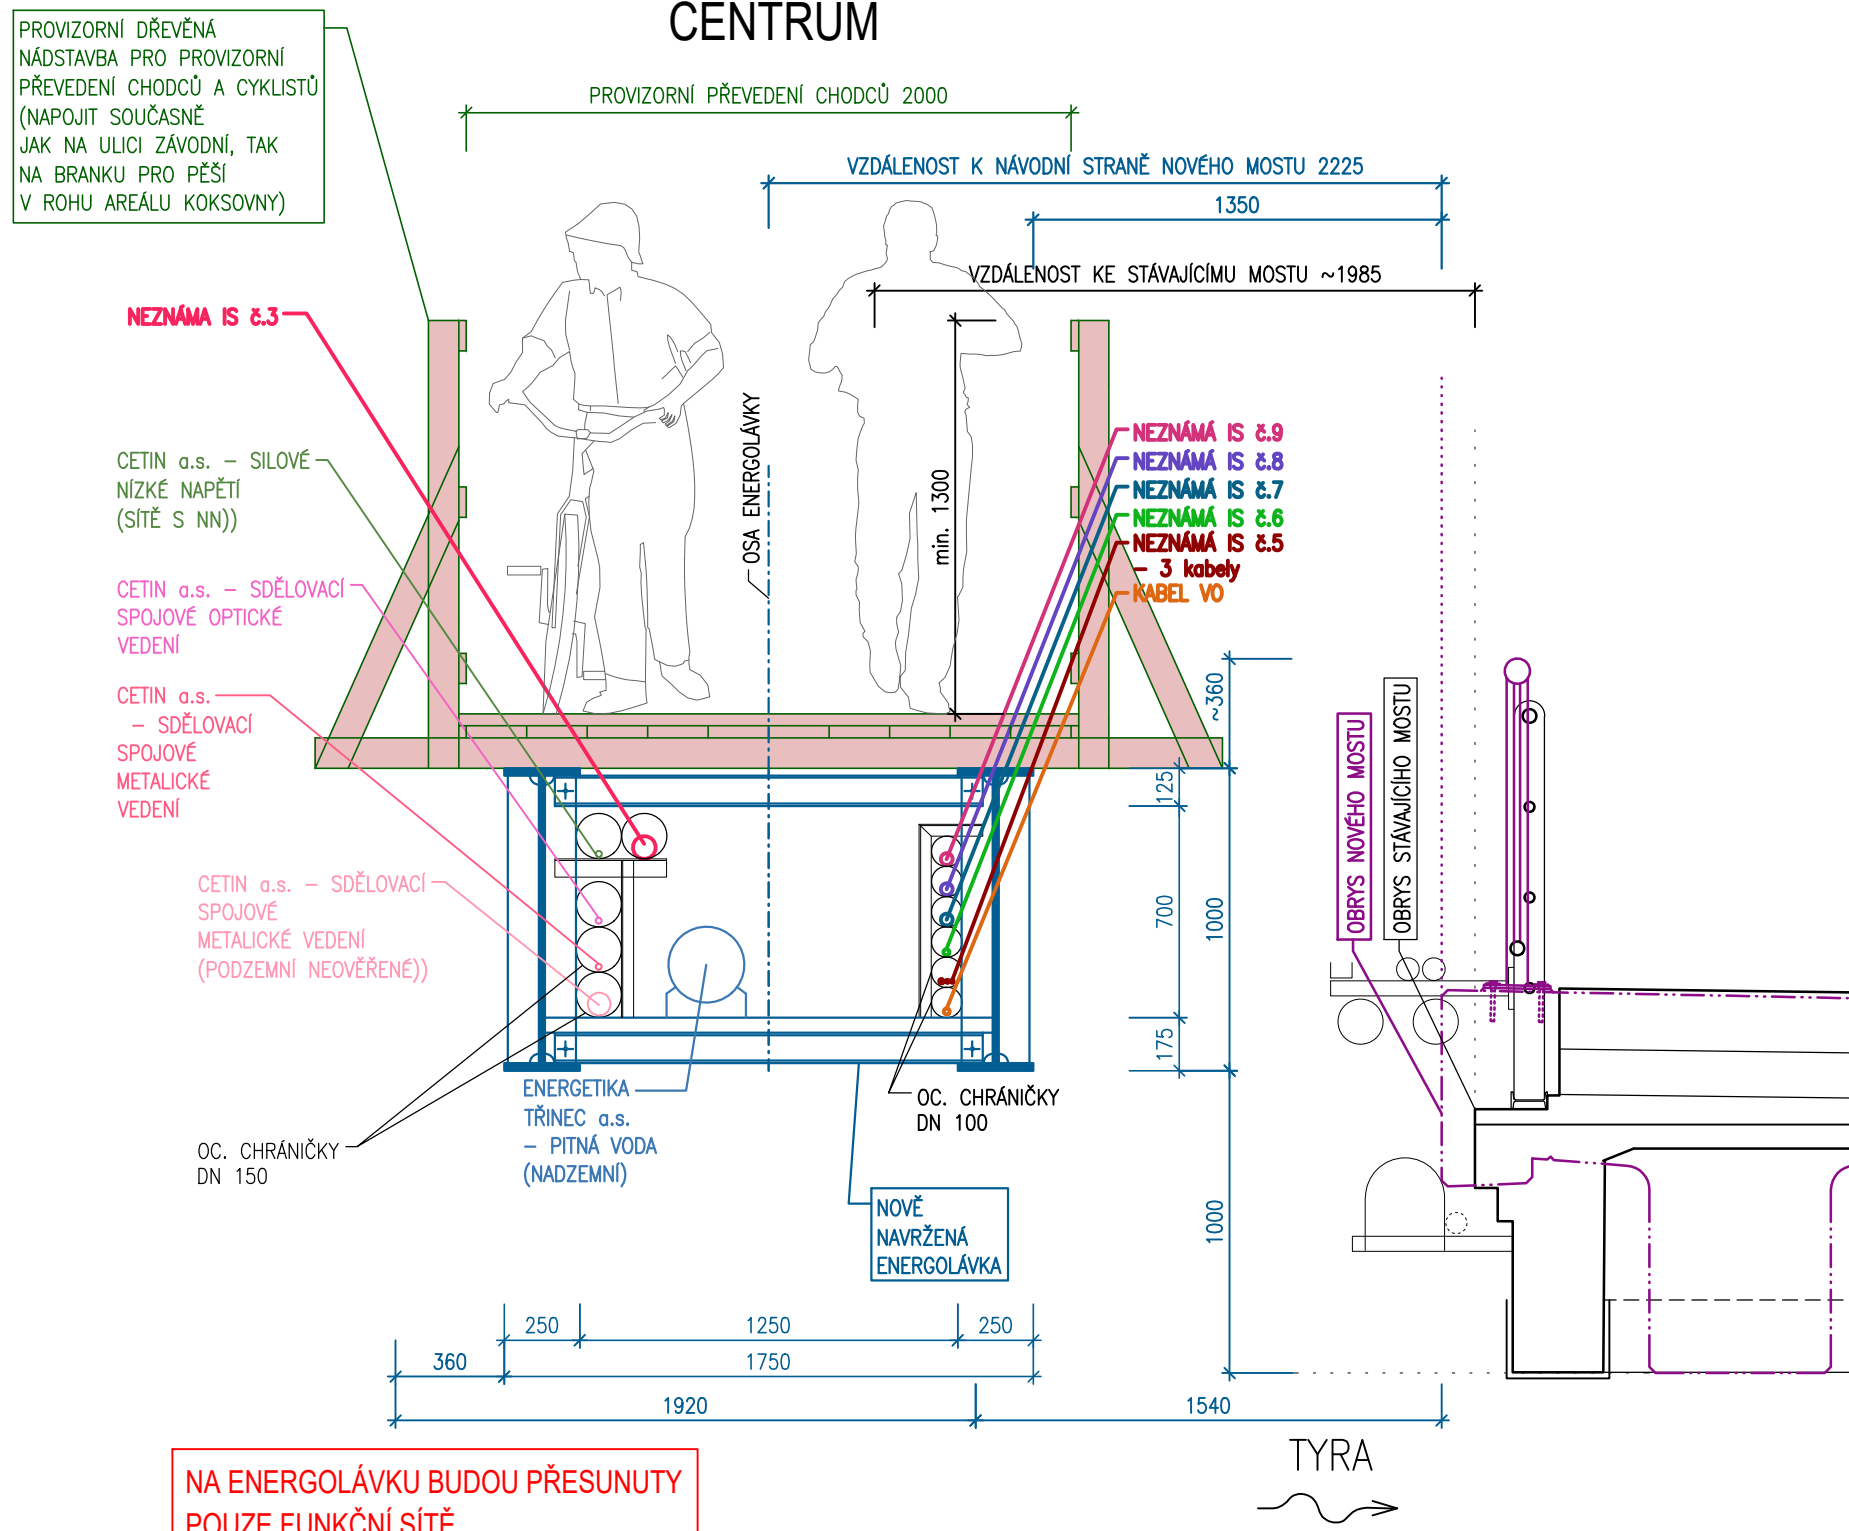 CENTRUM
PROVIZORNÍ DŘEVĚNÁ
NÁDSTAVBA PRO PROVIZORNÍ
PŘEVEDENÍ CHODCŮ A CYKLISTŮ
(NAPOJIT SOUČASNĚ
JAK NA ULICI ZÁVODNÍ, TAK
NA BRANKU PRO PĚŠÍ
V ROHU AREÁLU KOKSOVNY)
PROVIZORNÍ PŘEVEDENÍ CHODCŮ 2000
VZDÁLENOST K NÁVODNÍ STRANĚ NOVÉHO MOSTU 2225
1350
VZDÁLENOST KE STÁVAJÍCÍMU MOSTU ~1985
NEZNÁMA IS č.3
CETIN a.s. – SILOVÉ
NÍZKÉ NAPĚTÍ
(SÍTĚ S NN))
CETIN a.s. – SDĚLOVACÍ
SPOJOVÉ OPTICKÉ
VEDENÍ
CETIN a.s.
– SDĚLOVACÍ
SPOJOVÉ
METALICKÉ
VEDENÍ
CETIN a.s. – SDĚLOVACÍ
SPOJOVÉ
METALICKÉ VEDENÍ
(PODZEMNÍ NEOVĚŘENÉ))
OSA ENERGOLÁVKY
min. 1300
NEZNÁMÁ IS č.9
NEZNÁMÁ IS č.8
NEZNÁMÁ IS č.7
NEZNÁMÁ IS č.6
NEZNÁMÁ IS č.5
– 3 kabely
KABEL VO
~360
125
700
1000
175
1000
OBRYS NOVÉHO MOSTU
OBRYS STÁVAJÍCÍHO MOSTU
OC. CHRÁNIČKY
DN 150
ENERGETIKA
TŘINEC a.s.
– PITNÁ VODA
(NADZEMNÍ)
OC. CHRÁNIČKY
DN 100
NOVĚ
NAVRŽENÁ
ENERGOLÁVKA
250
1250
250
360
1750
1920
1540
TYRA
NA ENERGOLÁVKU BUDOU PŘESUNUTY
POUZE FUNKČNÍ SÍTĚ